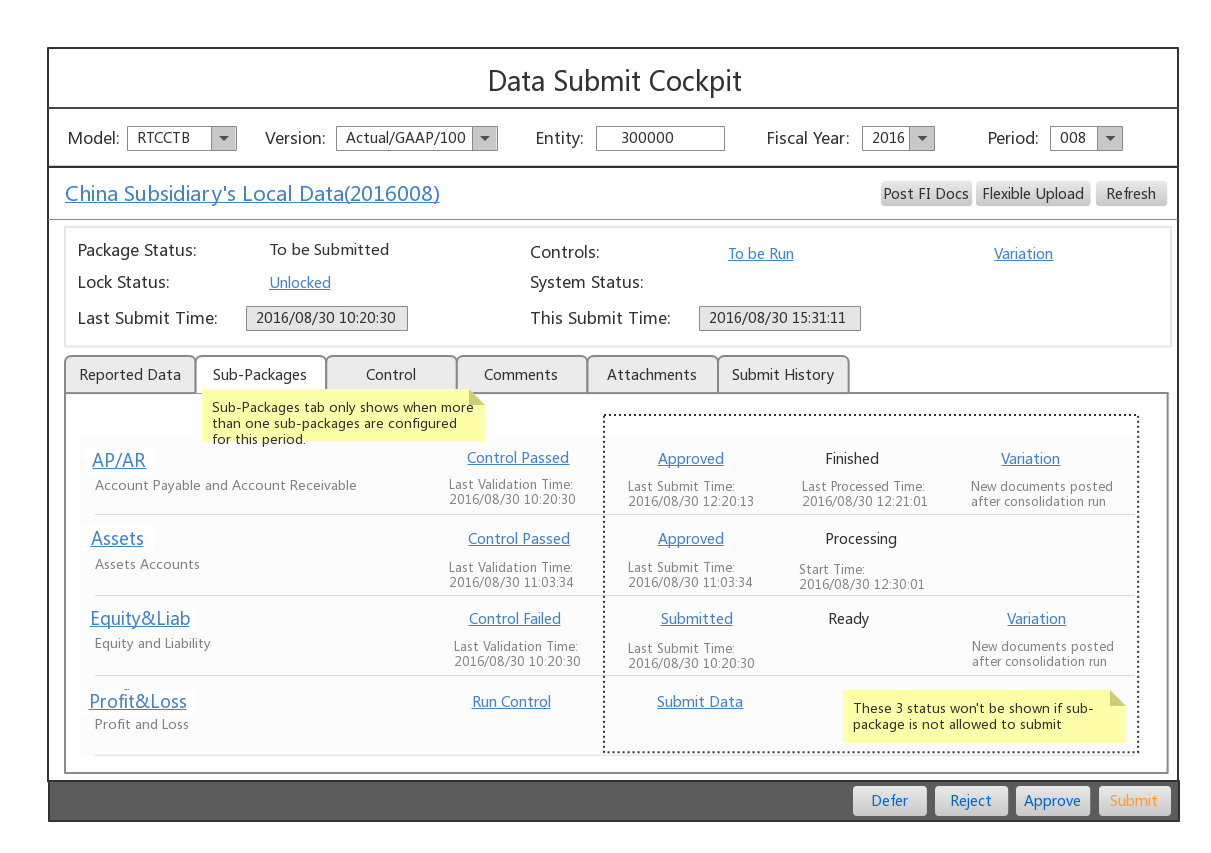 Data Submit Cockpit
Model: RTCCTB Version: Actual/GAAP/100 Entity: 300000 Fiscal Year: 2016 Period: 008
China Subsidiary's Local Data(2016008) Post FI Docs Flexible Upload Refresh
Package Status: To be Submitted Controls: To be Run Variation
Lock Status: Unlocked System Status:
Last Submit Time: 2016/08/30 10:20:30 This Submit Time: 2016/08/30 15:31:11
Reported Data Sub-Packages Control Comments Attachments Submit History
Sub-Packages tab only shows when more
than one sub-packages are configured
for this period.
AP/AR Control Passed Approved Finished Variation
Account Payable and Account Receivable Last Validation Time: Last Submit Time: Last Processed Time: New documents posted
2016/08/30 10:20:30 2016/08/30 12:20:13 2016/08/30 12:21:01 after consolidation run
Assets Control Passed Approved Processing
Assets Accounts Last Validation Time: Last Submit Time: Start Time:
2016/08/30 11:03:34 2016/08/30 11:03:34 2016/08/30 12:30:01
Equity&Liab Control Failed Submitted Ready Variation
Equity and Liability Last Validation Time: Last Submit Time: New documents posted
2016/08/30 10:20:30 2016/08/30 10:20:30 after consolidation run
Profit&Loss Run Control Submit Data
Profit and Loss
These 3 status won't be shown if sub-
package is not allowed to submit
Defer Reject Approve Submit